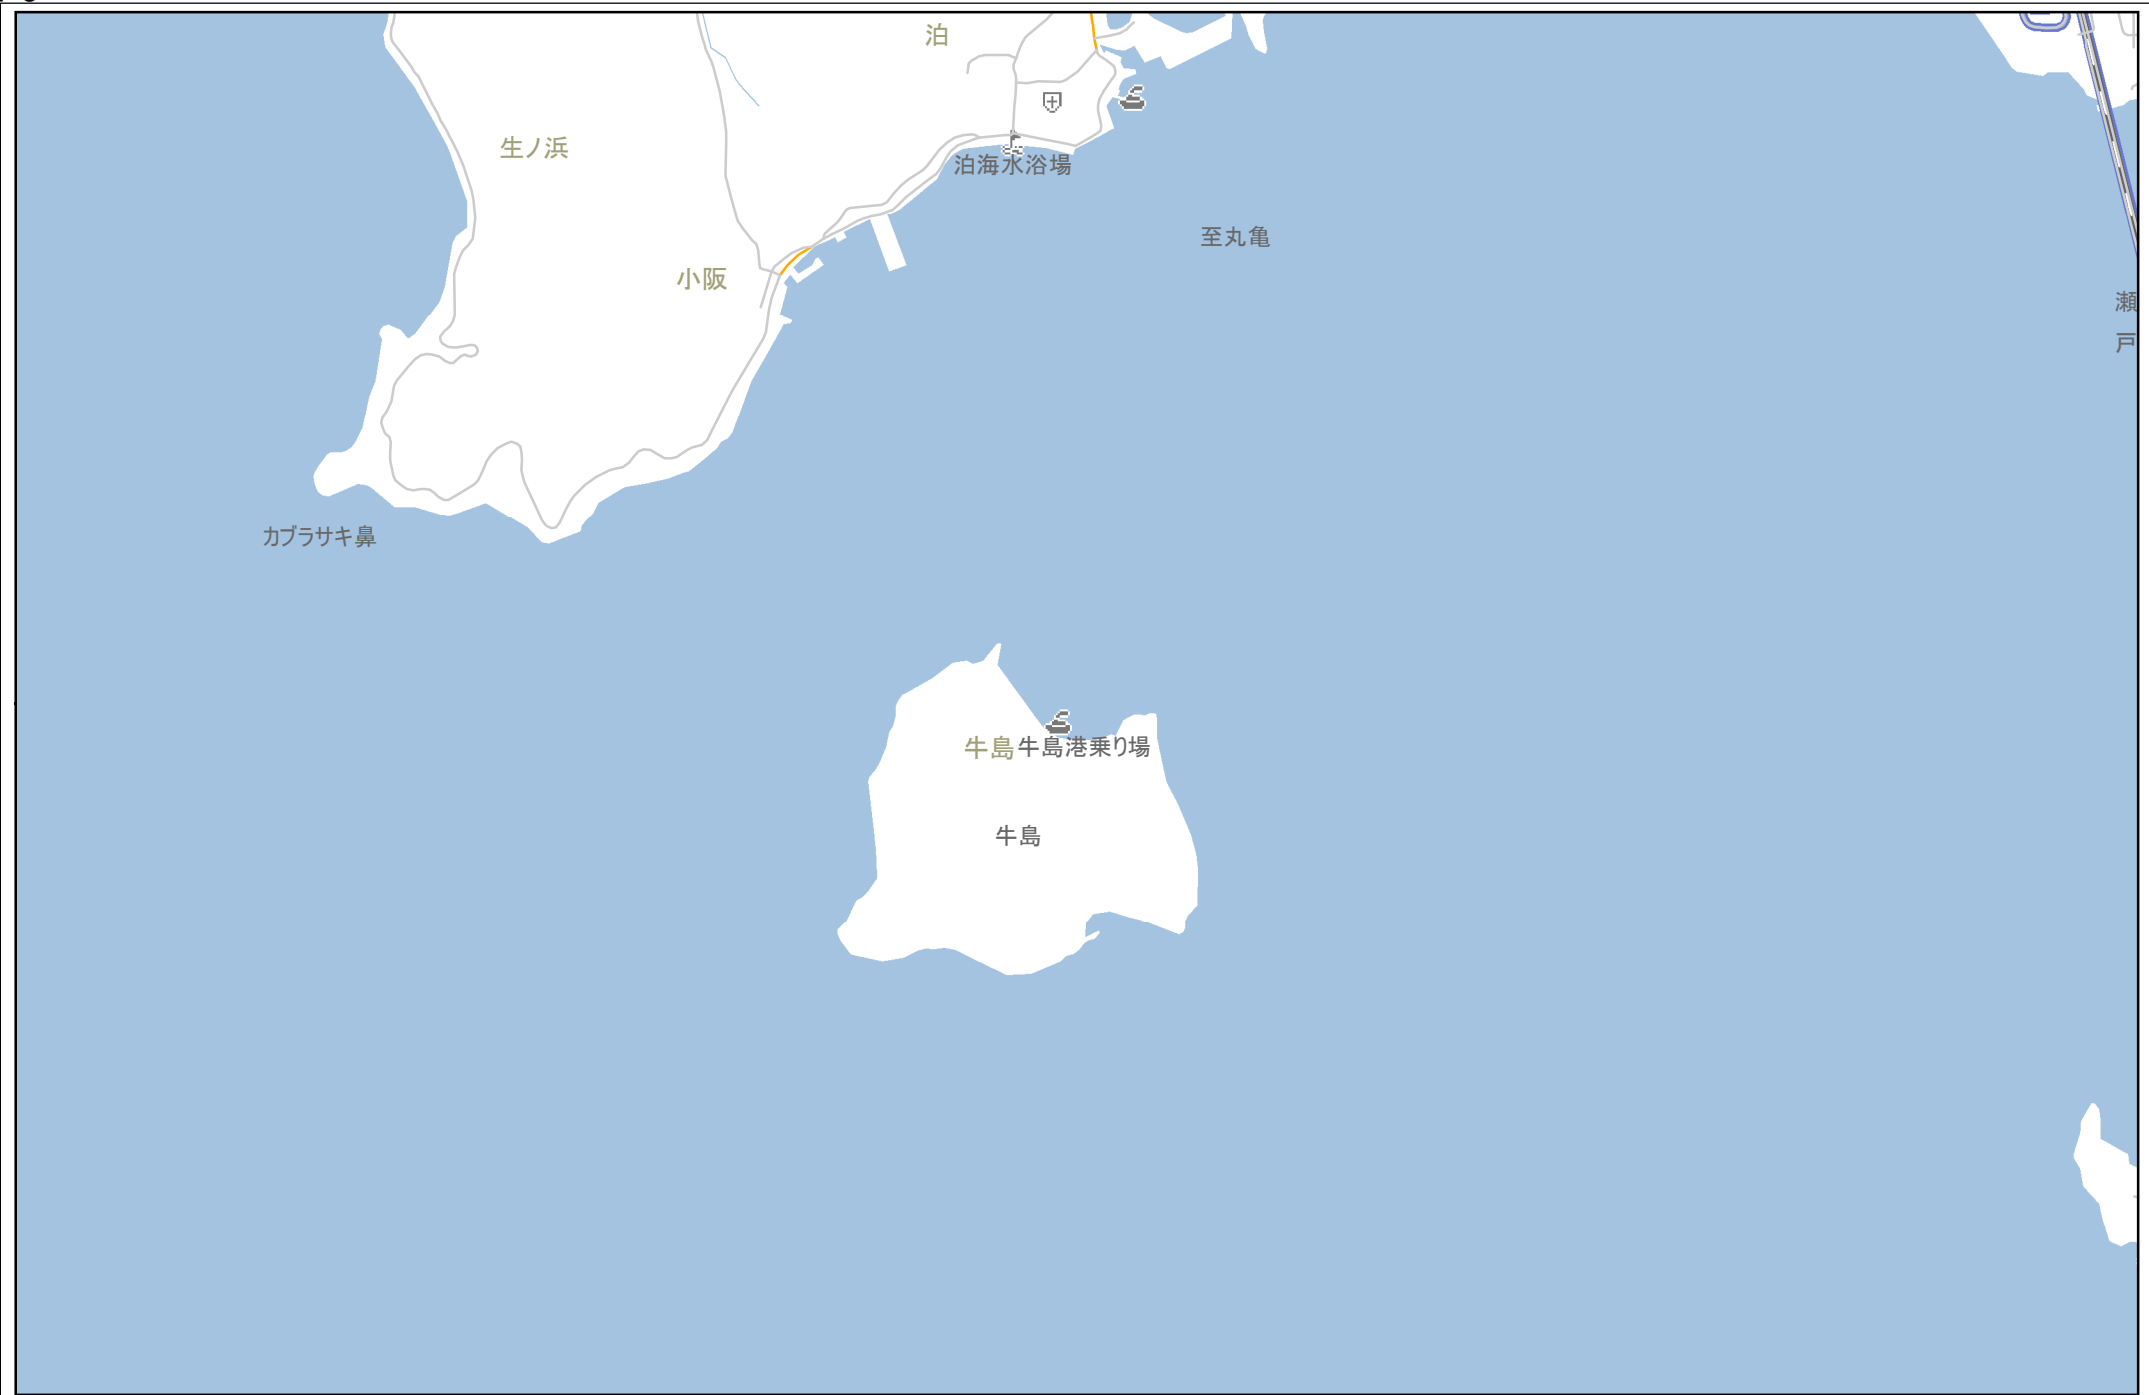 泊
生ノ浜
泊海水浴場
至丸亀
小阪
瀬
戸
カブラサキ鼻
牛島 牛島港乗り場
牛島